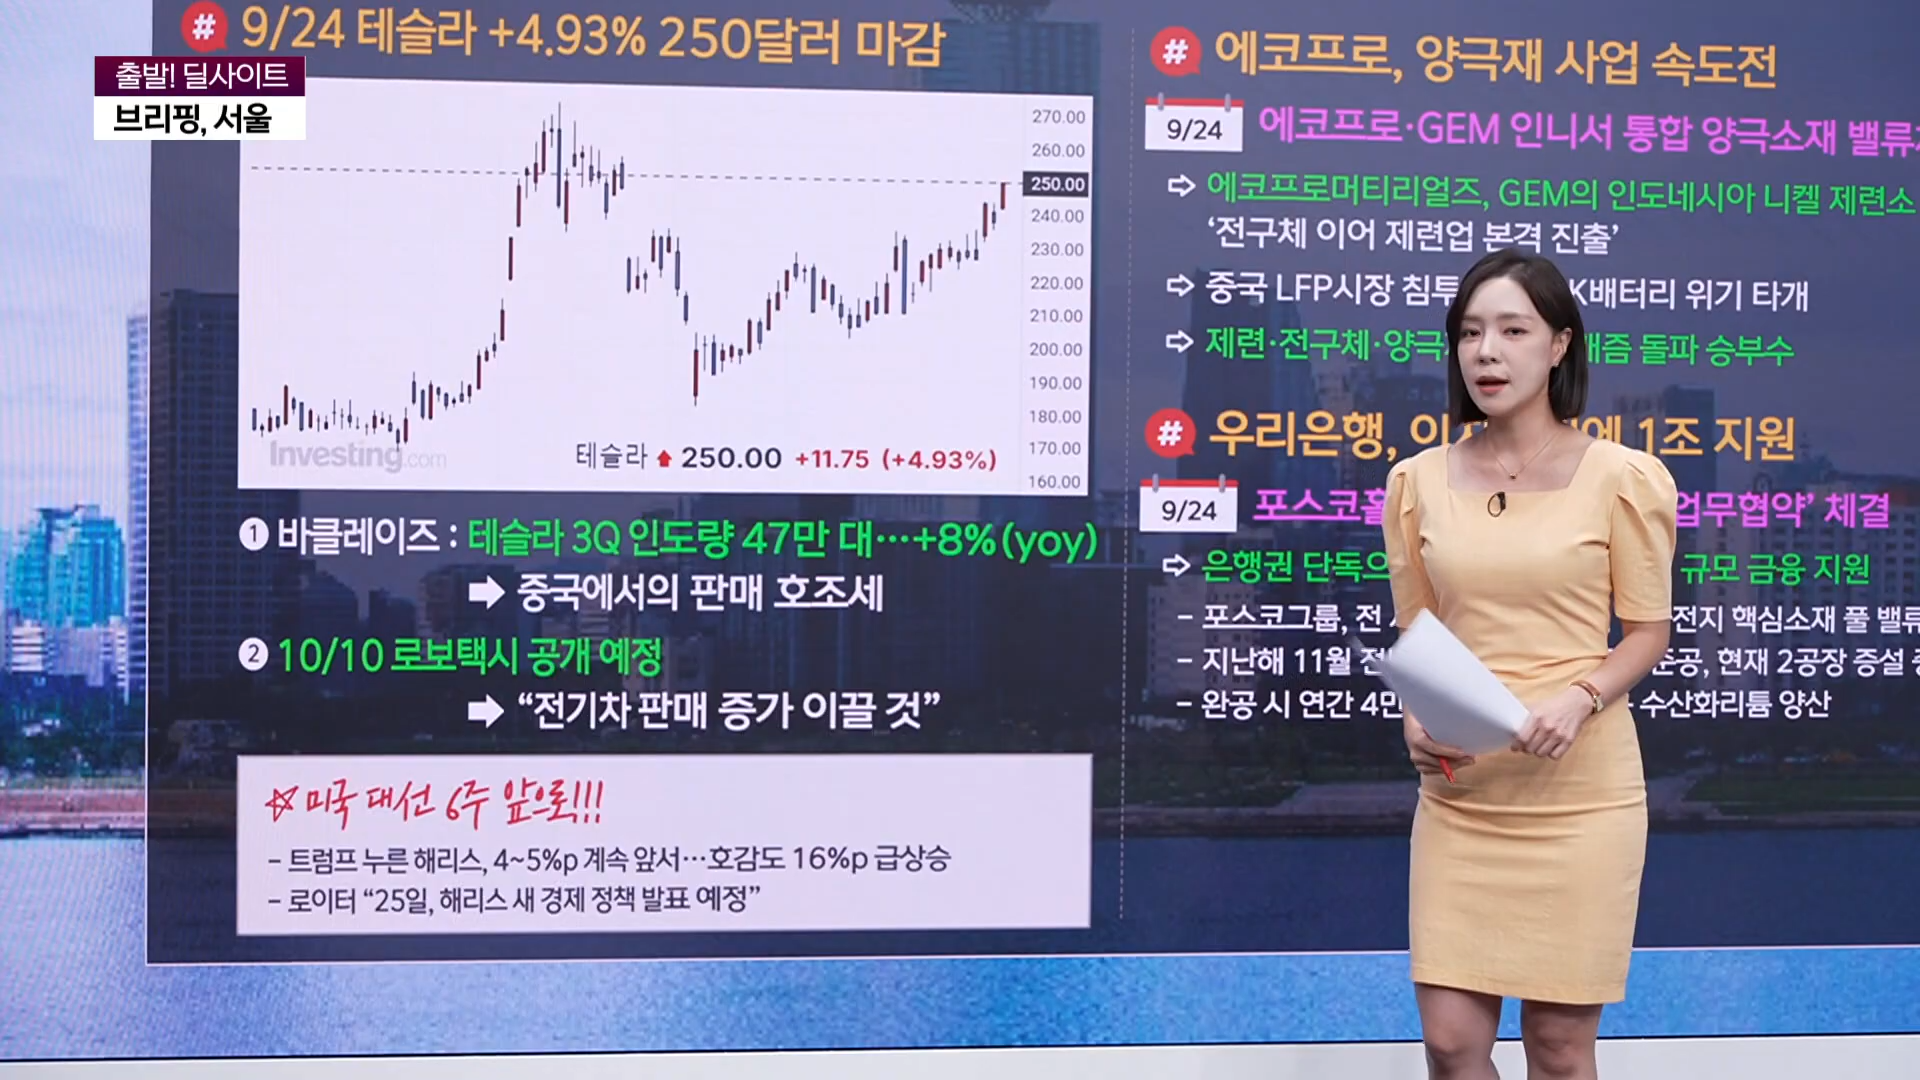 출발! 딜사이트
브리핑, 서울
# 9/24 테슬라 +4.93% 250달러 마감
270.00
260.00
250.00
240.00
230.00
220.00
210.00
200.00
190.00
180.00
170.00
160.00
Investing.com
테슬라 250.00 +11.75 (+4.93%)
1 바클레이즈 : 테슬라 3Q 인도량 47만 대…+8%(yoy)
➡ 중국에서의 판매 호조세
2 10/10 로보택시 공개 예정
➡ “전기차 판매 증가 이끌 것”
☆ 미국 대선 6주 앞으로!!!
- 트럼프 누른 해리스, 4~5%p 계속 앞서…호감도 16%p 급상승
- 로이터 “25일, 해리스 새 경제 정책 발표 예정”
# 에코프로, 양극재 사업 속도전
9/24 에코프로·GEM 인니서 통합 양극소재 밸류
⇨ 에코프로머티리얼즈, GEM의 인도네시아 니켈 제련소
‘전구체 이어 제련업 본격 진출’
⇨ 중국 LFP시장 침투 K배터리 위기 타개
⇨ 제련·전구체·양극 돌파 승부수
# 우리은행, 1조 지원
9/24 포스코홀 업무협약’ 체결
⇨ 은행권 단독으 규모 금융 지원
- 포스코그룹, 전 전지 핵심소재 풀 밸류
- 지난해 11월 준공, 현재 2공장 증설
- 완공 시 연간 4만 수산화리튬 양산